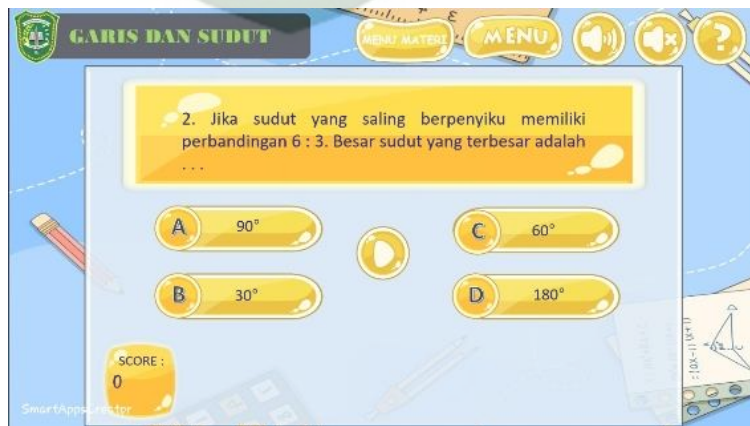 GARIS DAN SUDUT
MENU MATERI
MENU
?
2. Jika sudut yang saling berpenyiku memiliki
perbandingan 6 : 3. Besar sudut yang terbesar adalah
. . .
A 90°
C 60°
B 30°
D 180°
SCORE :
0
SmartAppsCreator